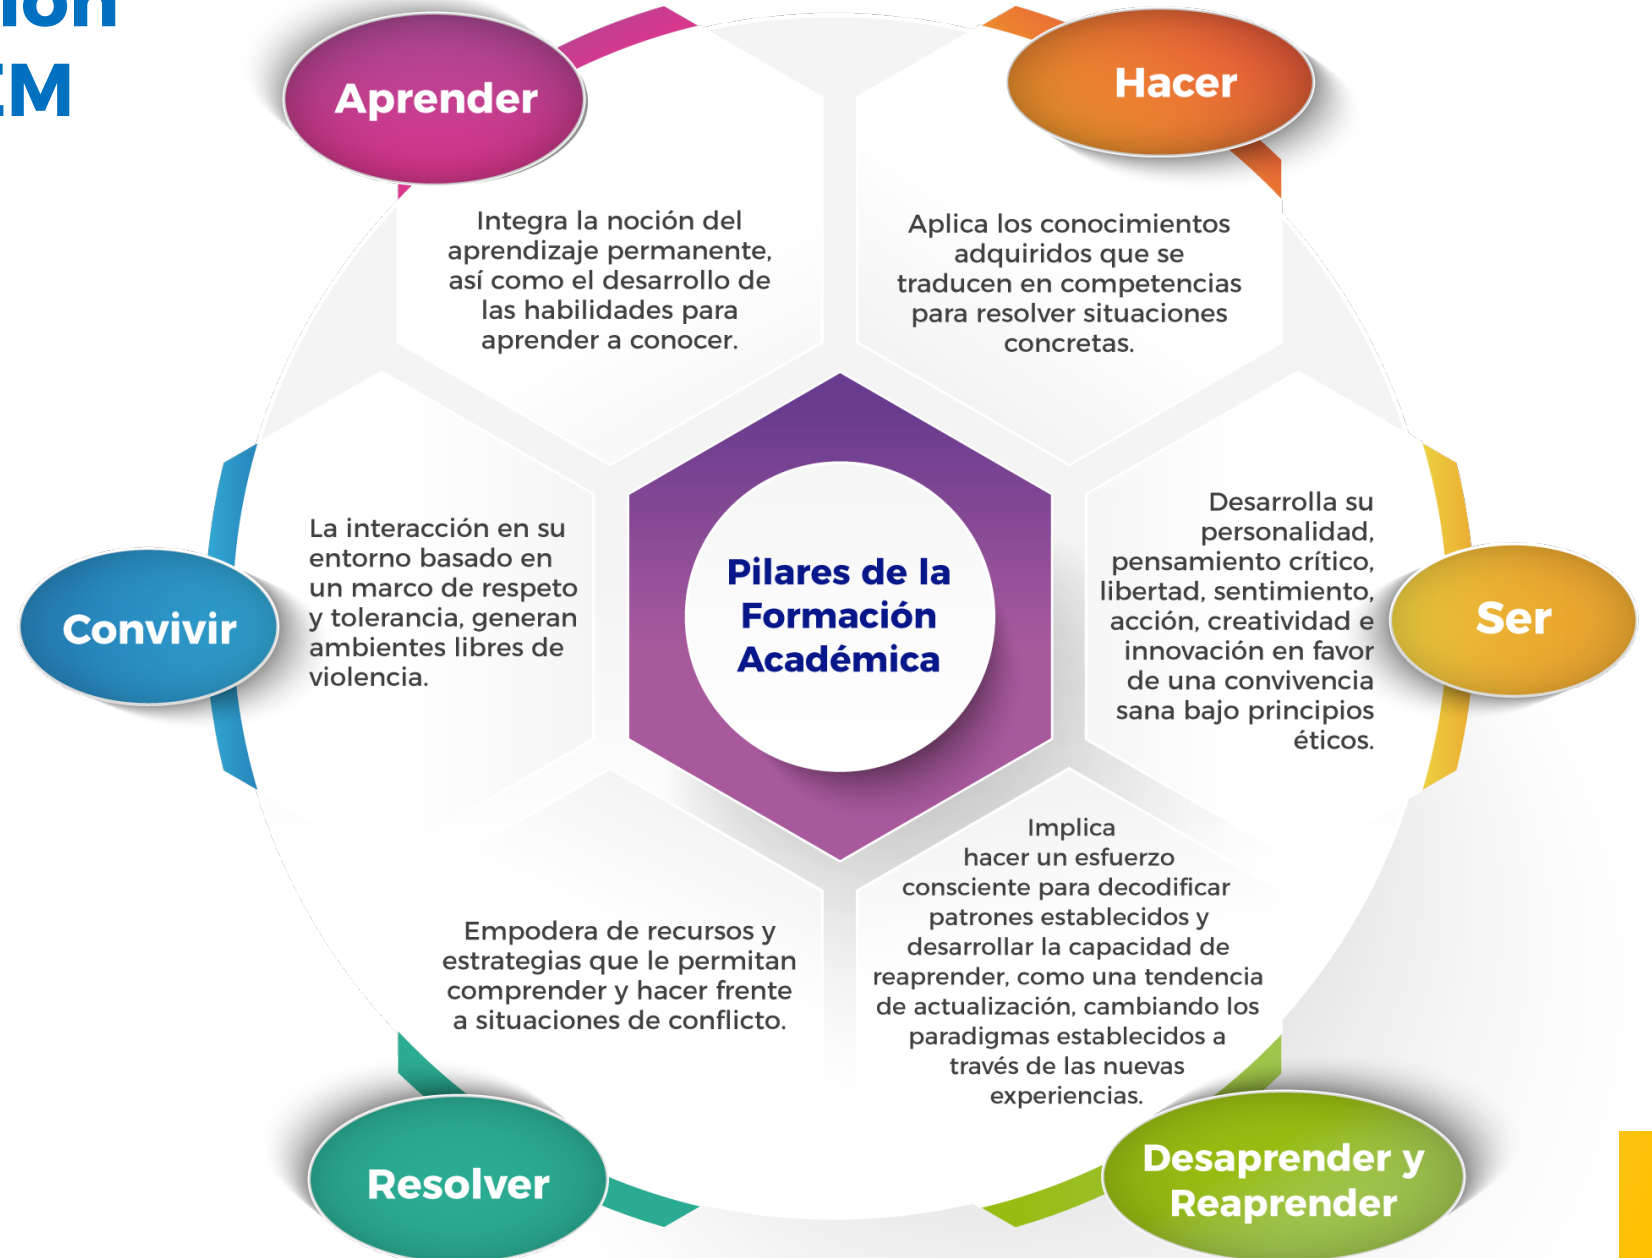 Aprender
Integra la noción del
aprendizaje permanente,
así como el desarrollo de
las habilidades para
aprender a conocer.
Hacer
Aplica los conocimientos
adquiridos que se
traducen en competencias
para resolver situaciones
concretas.
Convivir
La interacción en su
entorno basado en
un marco de respeto
y tolerancia, generan
ambientes libres de
violencia.
Pilares de la
Formación
Académica
Desarrolla su
personalidad,
pensamiento crítico,
libertad, sentimiento,
acción, creatividad e
innovación en favor
de una convivencia
sana bajo principios
éticos.
Ser
Empodera de recursos y
estrategias que le permitan
comprender y hacer frente
a situaciones de conflicto.
Resolver
Implica
hacer un esfuerzo
consciente para decodificar
patrones establecidos y
desarrollar la capacidad de
reaprender, como una tendencia
de actualización, cambiando los
paradigmas establecidos a
través de las nuevas
experiencias.
Desaprender y
Reaprender